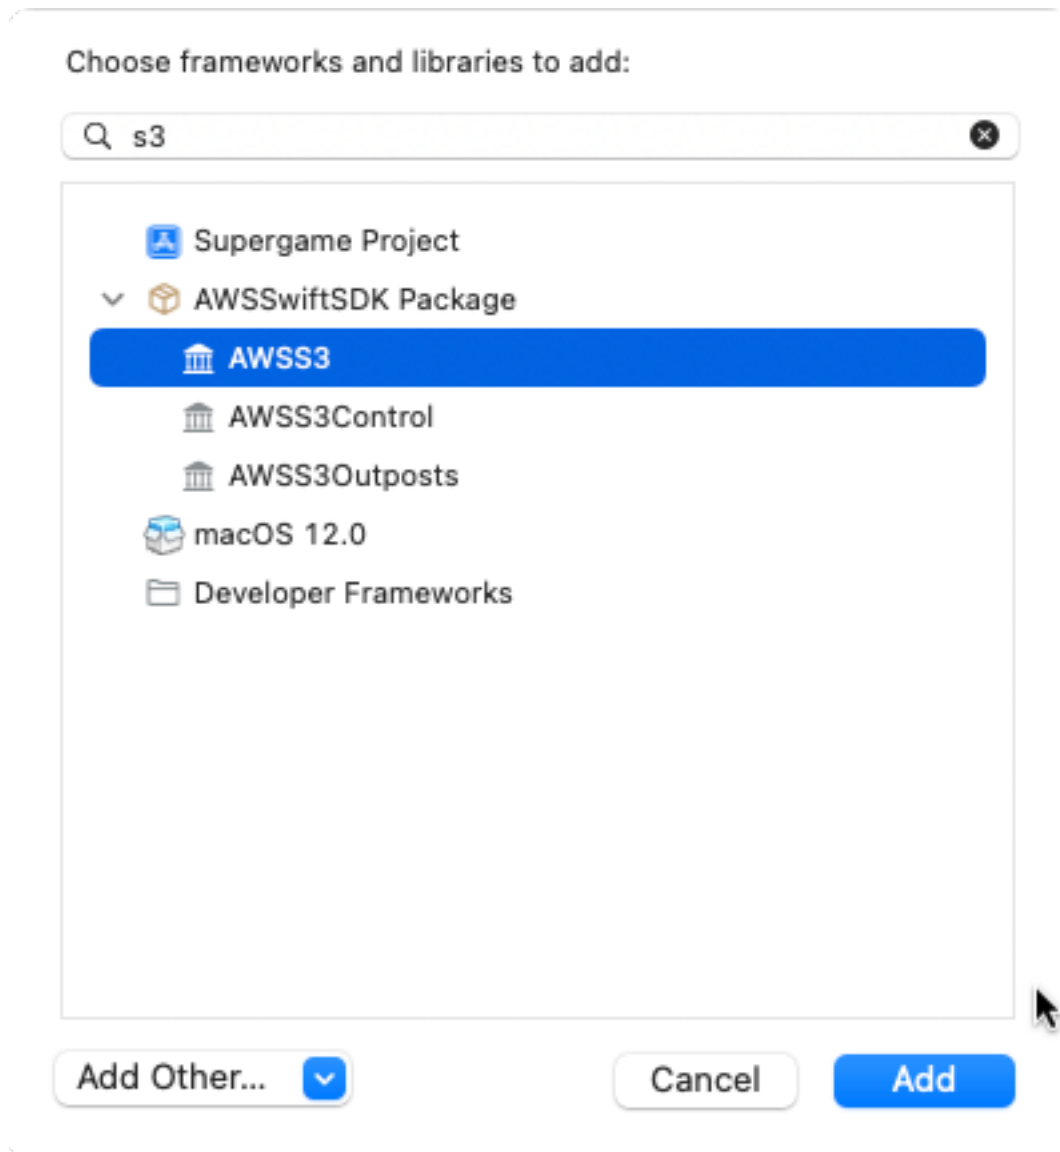 Choose frameworks and libraries to add:
s3
Supergame Project
AWSSwiftSDK Package
AWSS3
AWSS3Control
AWSS3Outposts
macOS 12.0
Developer Frameworks
Add Other... Cancel Add